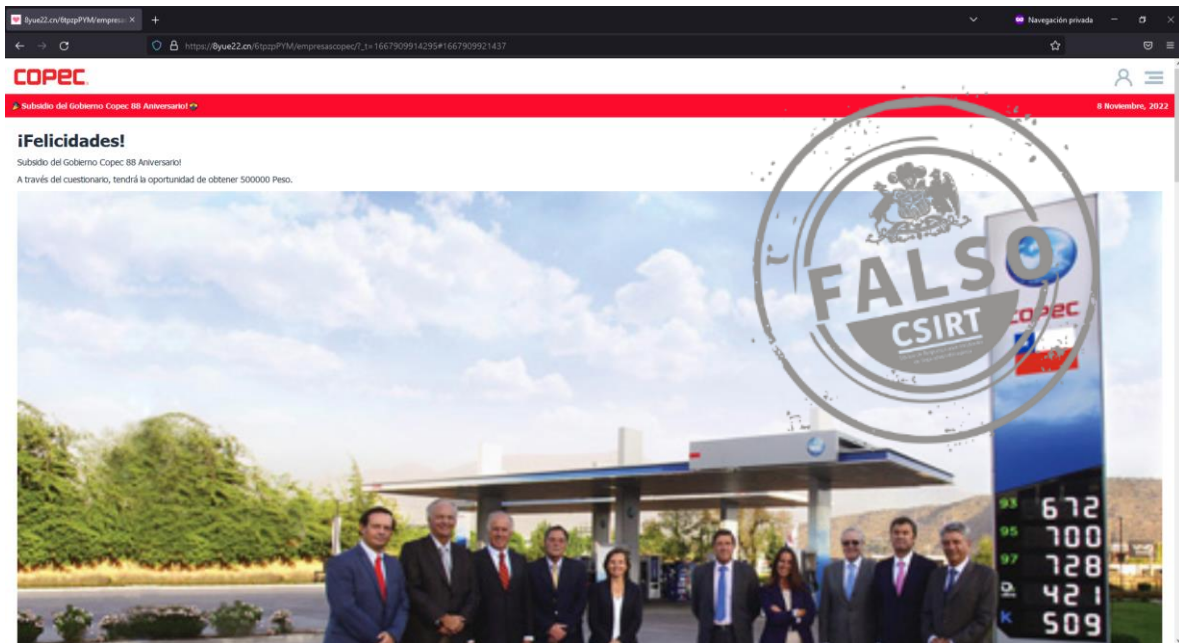 8yue22.cn/6tpzpPYM/empresas
Navegación privada
https://8yue22.cn/6tpzpPYM/empresascopec/?_t=1667909914295#1667909921437
COPEC
Subsidio del Gobierno Copec 88 Aniversario!
8 Noviembre, 2022
¡Felicidades!
Subsidio del Gobierno Copec 88 Aniversario!
A través del cuestionario, tendrá la oportunidad de obtener 500000 Peso.
FALSO
CSIRT
COPEC
93 672
95 700
97 728
D 421
K 509